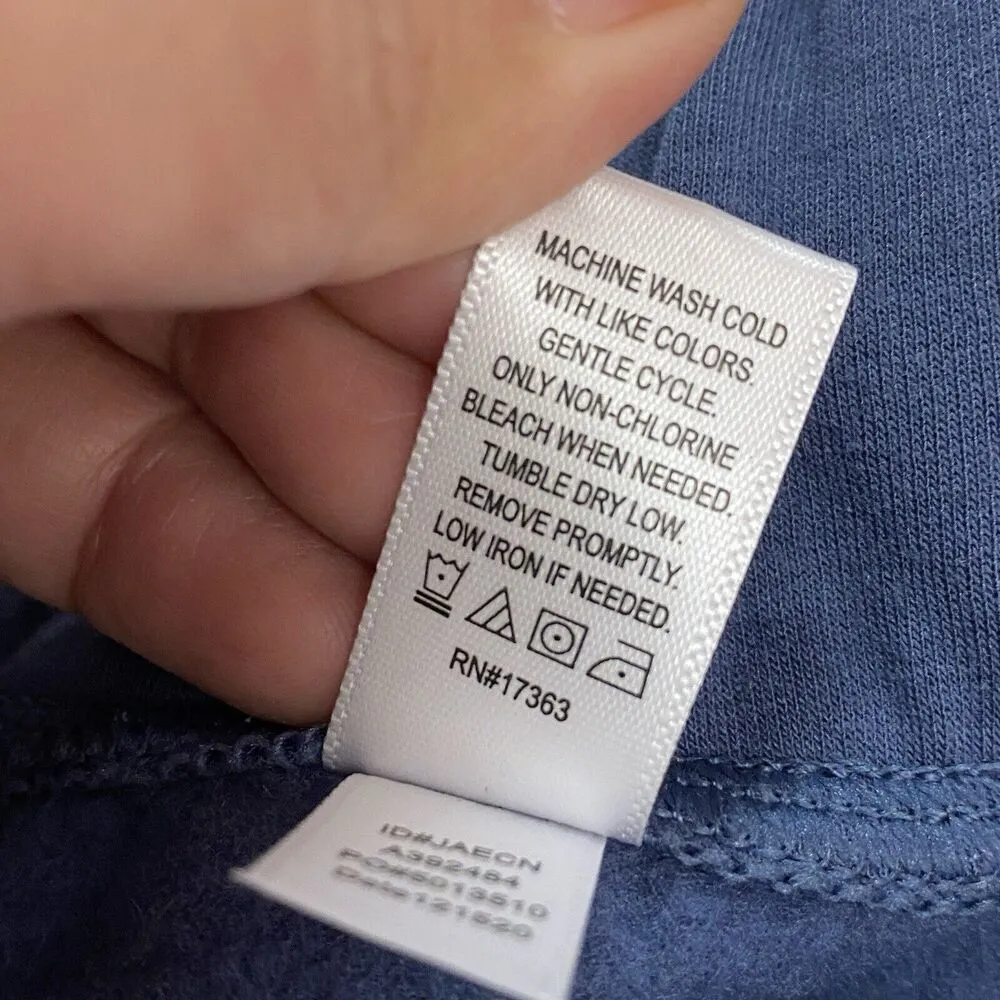 MACHINE WASH COLD
WITH LIKE COLORS.
GENTLE CYCLE.
ONLY NON-CHLORINE
BLEACH WHEN NEEDED.
TUMBLE DRY LOW.
REMOVE PROMPTLY.
LOW IRON IF NEEDED.
RN#17363
ID#JAECN
A392484
PO#5013510
Date121520